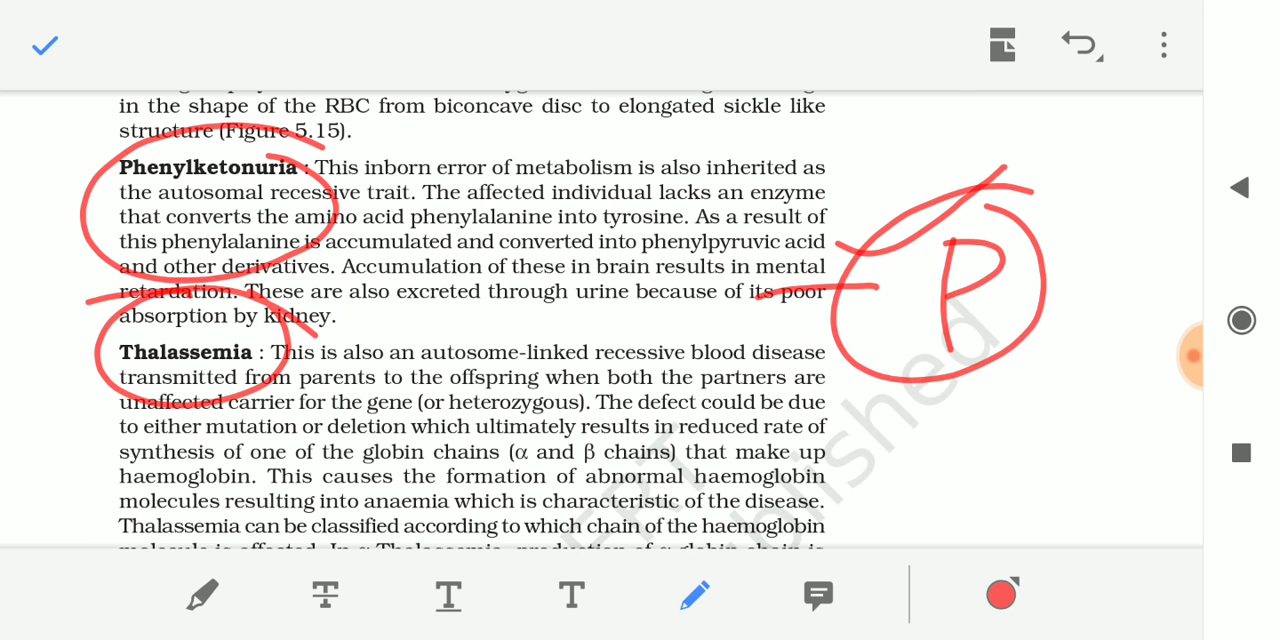 in the shape of the RBC from biconcave disc to elongated sickle like
structure (Figure 5.15).
Phenylketonuria : This inborn error of metabolism is also inherited as
the autosomal recessive trait. The affected individual lacks an enzyme
that converts the amino acid phenylalanine into tyrosine. As a result of
this phenylalanine is accumulated and converted into phenylpyruvic acid
and other derivatives. Accumulation of these in brain results in mental
retardation. These are also excreted through urine because of its poor
absorption by kidney.
P
Thalassemia : This is also an autosome-linked recessive blood disease
transmitted from parents to the offspring when both the partners are
unaffected carrier for the gene (or heterozygous). The defect could be due
to either mutation or deletion which ultimately results in reduced rate of
synthesis of one of the globin chains (α and β chains) that make up
haemoglobin. This causes the formation of abnormal haemoglobin
molecules resulting into anaemia which is characteristic of the disease.
Thalassemia can be classified according to which chain of the haemoglobin